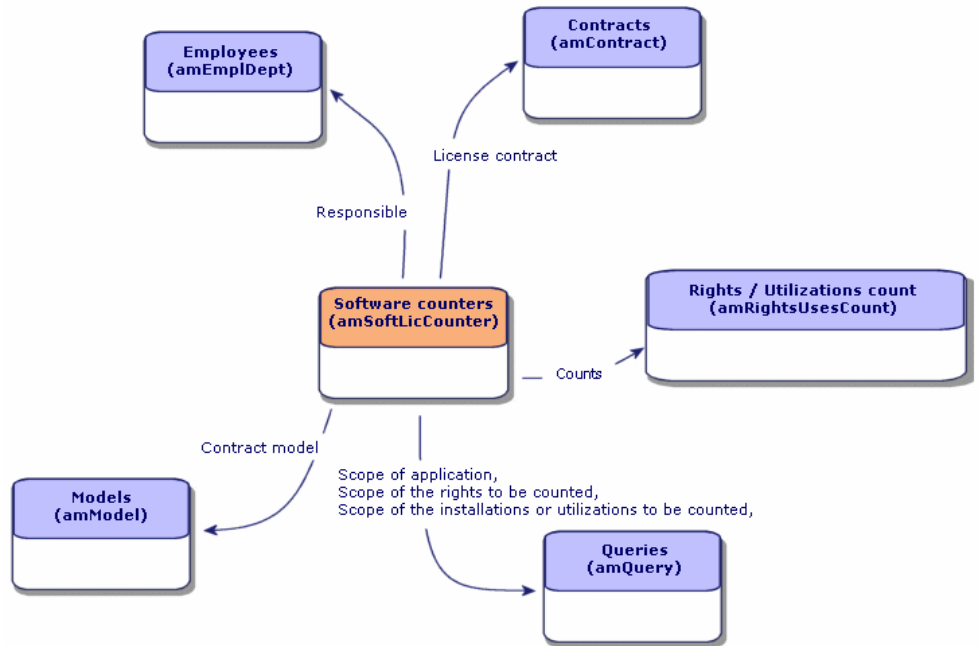 Contracts
(amContract)
Employees
(amEmplDept)
License contract
Responsible
Rights / Utilizations count
(amRightsUsesCount)
Software counters
(amSoftLicCounter)
Counts
Contract model
Scope of application,
Scope of the rights to be counted,
Scope of the installations or utilizations to be counted,
Models
(amModel)
Queries
(amQuery)